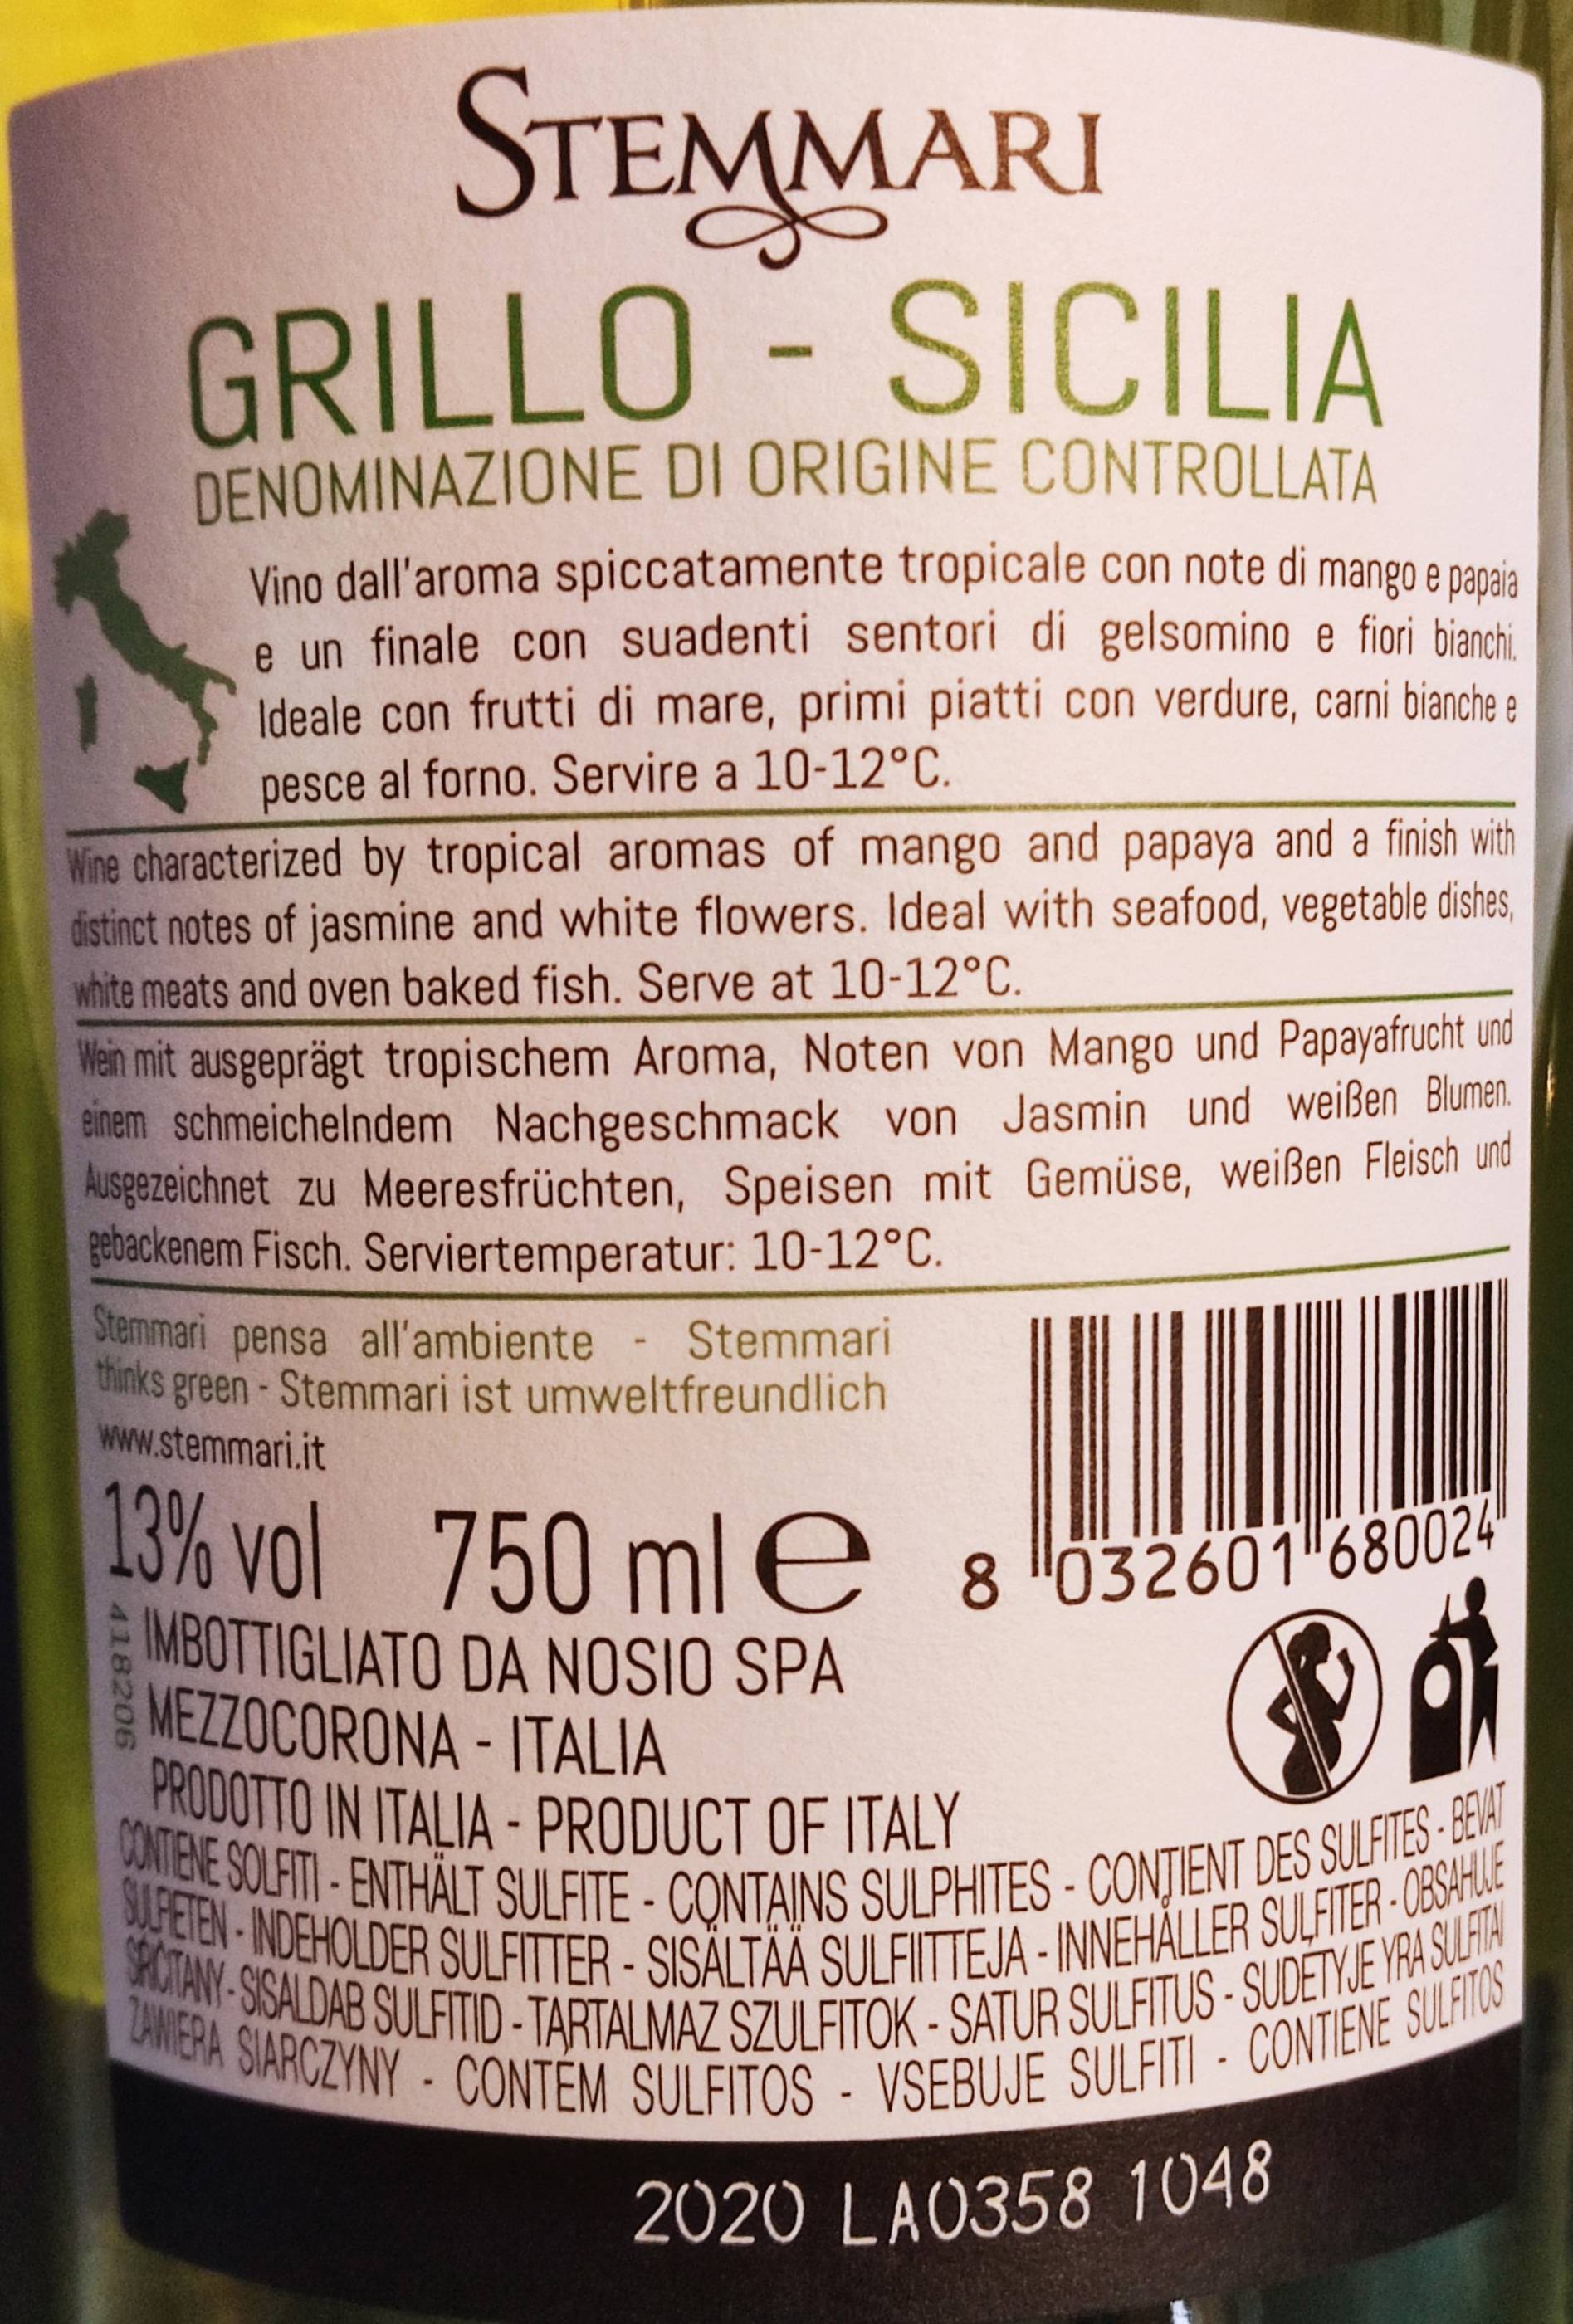 STEMMARI
GRILLO - SICILIA
DENOMINAZIONE DI ORIGINE CONTROLLATA
Vino dall'aroma spiccatamente tropicale con note di mango e papaia
e un finale con suadenti sentori di gelsomino e fiori bianchi.
Ideale con frutti di mare, primi piatti con verdure, carni bianche e
pesce al forno. Servire a 10-12°C.
Wine characterized by tropical aromas of mango and papaya and a finish with
distinct notes of jasmine and white flowers. Ideal with seafood, vegetable dishes,
white meats and oven baked fish. Serve at 10-12°C.
Wein mit ausgeprägt tropischem Aroma, Noten von Mango und Papayafrucht und
einem schmeichelndem Nachgeschmack von Jasmin und weißen Blumen.
Ausgezeichnet zu Meeresfrüchten, Speisen mit Gemüse, weißen Fleisch und
gebackenem Fisch. Serviertemperatur: 10-12°C.
Stemmari pensa all'ambiente - Stemmari
thinks green - Stemmari ist umweltfreundlich
www.stemmari.it
13% vol 750 ml e
8 032601 680024
418206
IMBOTTIGLIATO DA NOSIO SPA
MEZZOCORONA - ITALIA
PRODOTTO IN ITALIA - PRODUCT OF ITALY
CONTIENE SOLFITI - ENTHÄLT SULFITE - CONTAINS SULPHITES - CONTIENT DES SULFITES - BEVAT
SULFIETEN - INDEHOLDER SULFITTER - SISÄLTÄÄ SULFIITTEJA - INNEHÅLLER SULFITER - OBSAHUJE
SIŘIČITANY - SISALDAB SULFITID - TARTALMAZ SZULFITOK - SATUR SULFITUS - SUDĖTYJE YRA SULFITAI
ZAWIERA SIARCZYNY - CONTÉM SULFITOS - VSEBUJE SULFITI - CONTIENE SULFITOS
2020 LA0358 1048